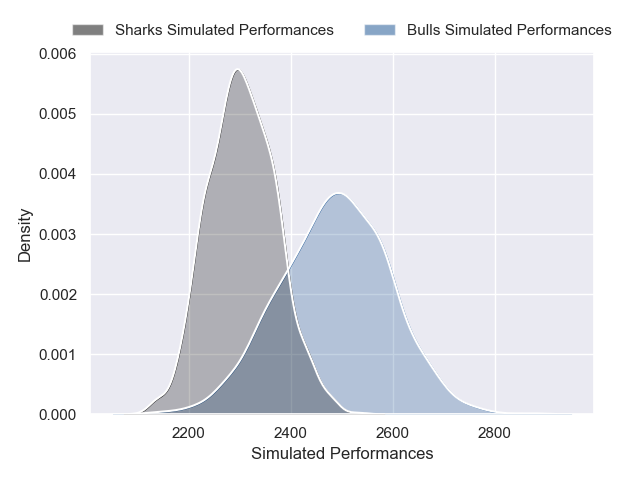 Sharks Simulated Performances Bulls Simulated Performances
0.006
0.005
0.004
0.003
0.002
0.001
0.000
Density
2200 2400 2600 2800
Simulated Performances